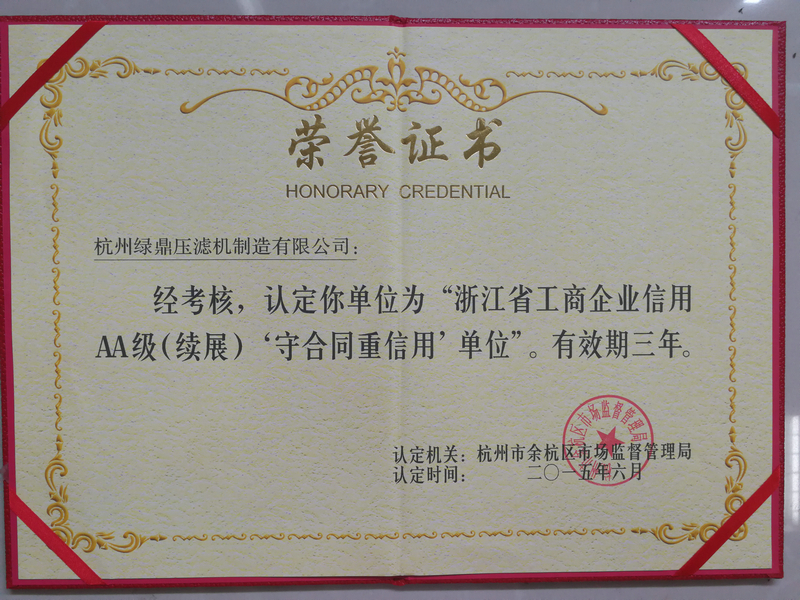 荣誉证书
HONORARY CREDENTIAL
杭州绿鼎压滤机制造有限公司：
经考核，认定你单位为“浙江省工商企业信用
AA级（续展）‘守合同重信用’单位”。有效期三年。
认定机关：杭州市余杭区市场监督管理局
认定时间：二〇一五年六月